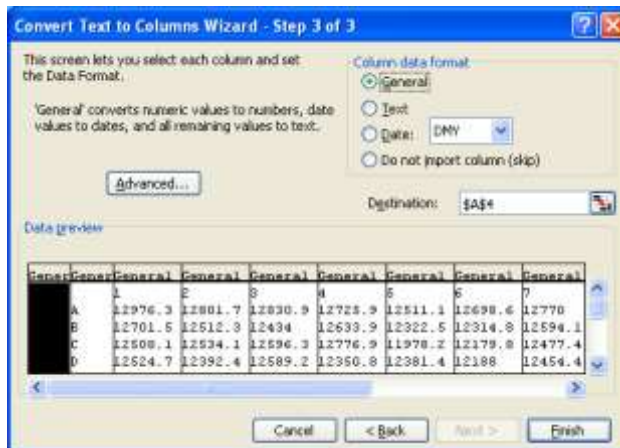 Convert Text to Columns Wizard - Step 3 of 3
This screen lets you select each column and set
the Data Format.
'General' converts numeric values to numbers, date
values to dates, and all remaining values to text.
Advanced...
Column data format
General
Text
Date: DMY
Do not import column (skip)
Destination: $A$4
Data preview
Gener Gener General General General General General General General
1 2 3 4 5 6 7
A 12976.3 12801.7 12830.9 12725.9 12511.1 12698.6 12770
B 12701.5 12512.3 12434 12633.9 12322.5 12314.8 12594.1
C 12508.1 12534.1 12596.3 12776.9 11978.2 12179.8 12477.4
D 12524.7 12392.4 12589.2 12350.8 12381.4 12188 12454.4
Cancel < Back Next > Finish